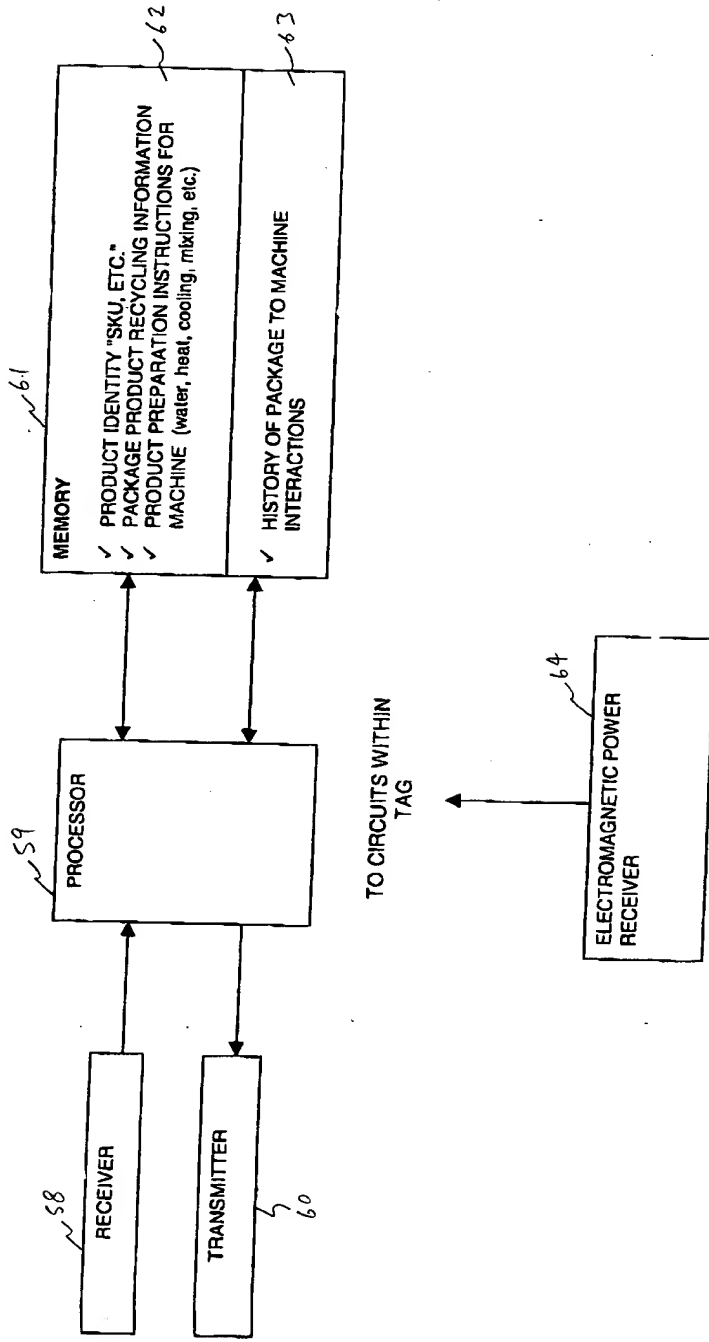 58
RECEIVER
TRANSMITTER
60
59
PROCESSOR
61
MEMORY
✓ PRODUCT IDENTITY "SKU, ETC."
✓ PACKAGE PRODUCT RECYCLING INFORMATION
✓ PRODUCT PREPARATION INSTRUCTIONS FOR
MACHINE (water, heat, cooling, mixing, etc.)
62
✓ HISTORY OF PACKAGE TO MACHINE
INTERACTIONS
63
TO CIRCUITS WITHIN
TAG
64
ELECTROMAGNETIC POWER
RECEIVER